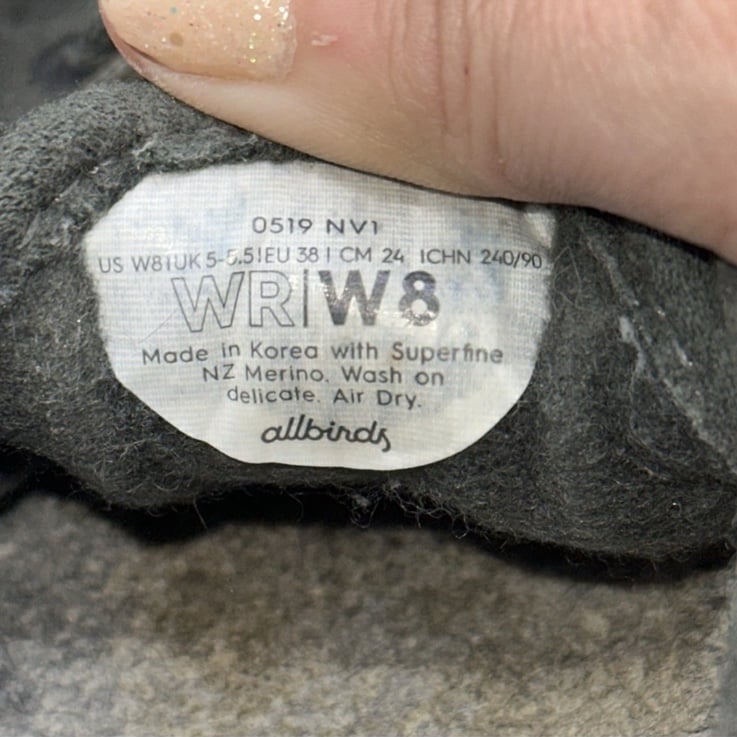 0519 NV1
US W8 | UK 5-5.5 | EU 38 | CM 24 | CHN 240/90
WR|W8
Made in Korea with Superfine
NZ Merino. Wash on
delicate. Air Dry.
allbirds